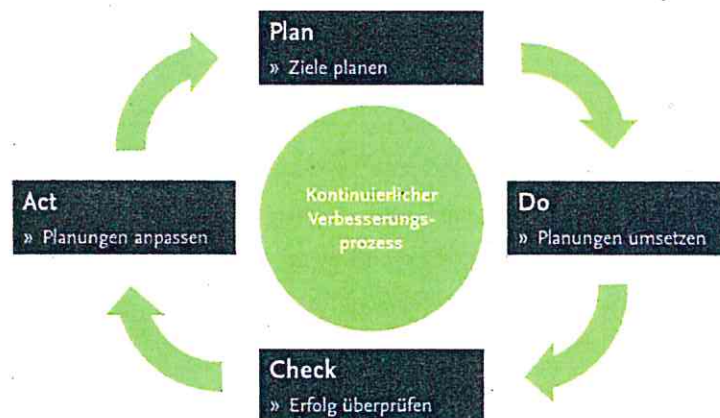 Plan
» Ziele planen
Act
» Planungen anpassen
Kontinuierlicher
Verbesserungs-
prozess
Do
» Planungen umsetzen
Check
» Erfolg überprüfen